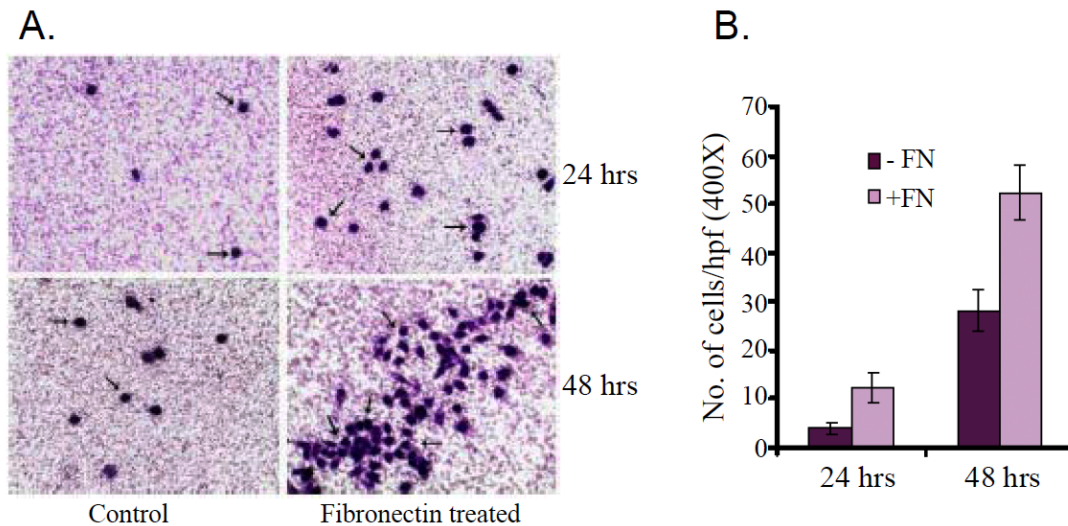 A.
24 hrs
48 hrs
Control
Fibronectin treated
B.
No. of cells/hpf (400X)
70
60
50
40
30
20
10
0
- FN
+FN
24 hrs
48 hrs